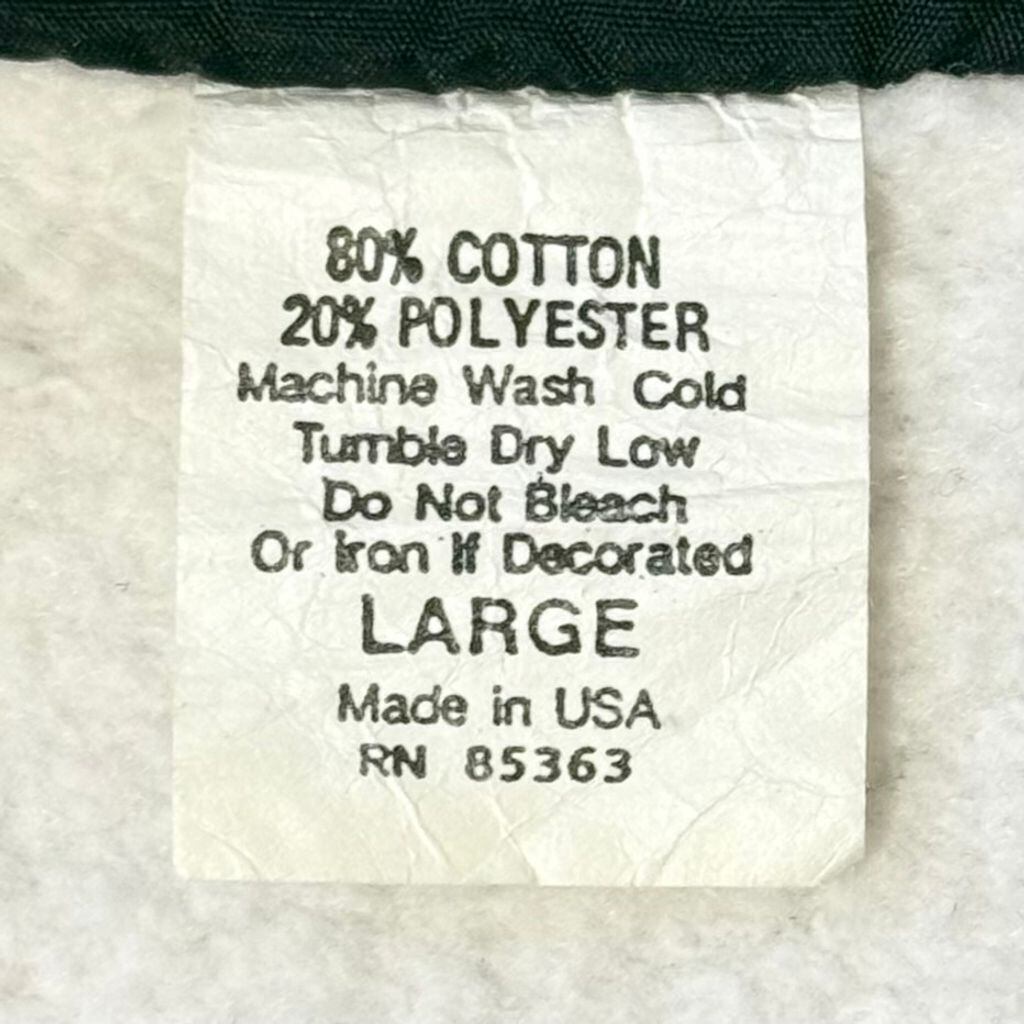 80% COTTON
20% POLYESTER
Machine Wash Cold
Tumble Dry Low
Do Not Bleach
Or Iron If Decorated
LARGE
Made in USA
RN 85363